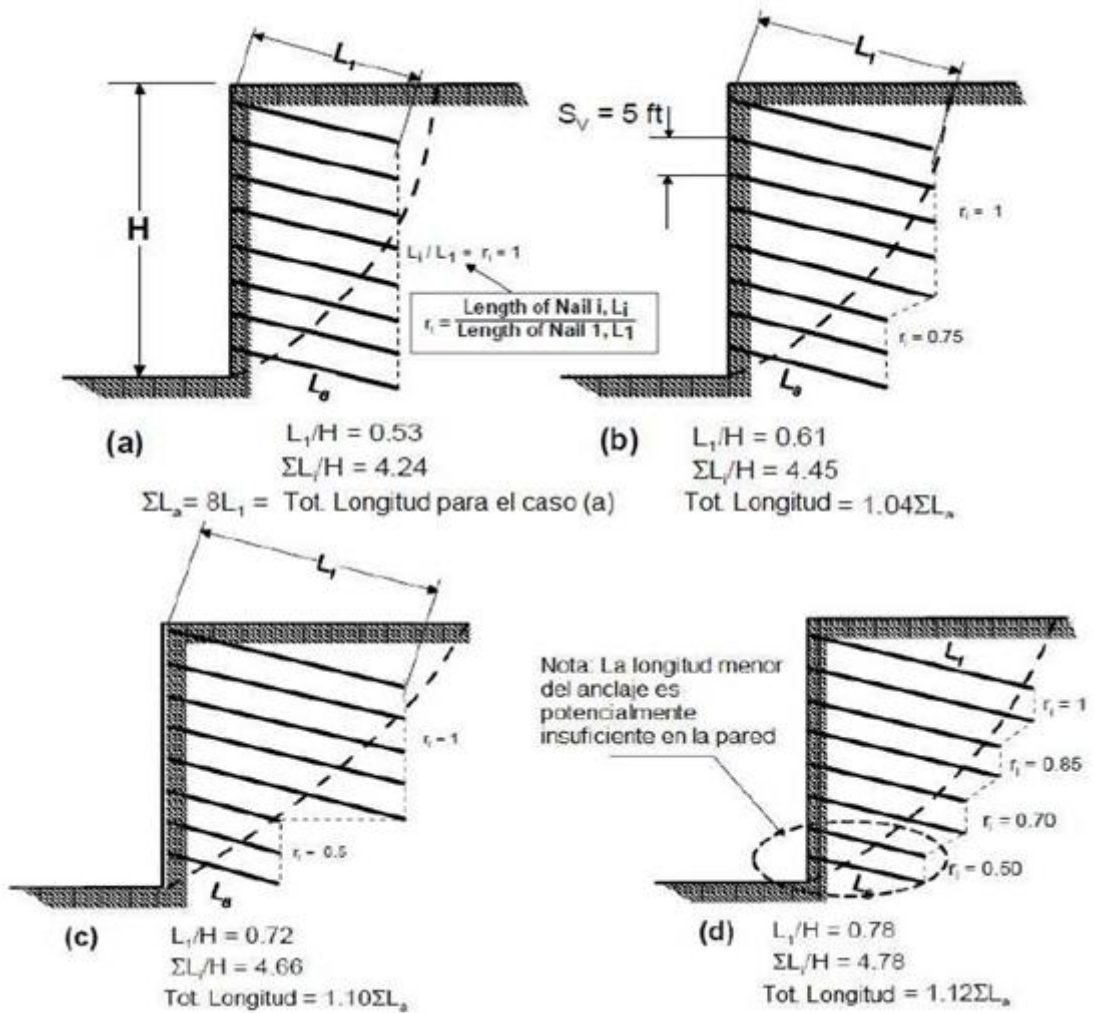 L₁
H
Lᵢ / L₁ = rᵢ = 1
rᵢ = Length of Nail i, Lᵢ
Length of Nail 1, L₁
L₈
(a)
L₁/H = 0.53
ΣLᵢ/H = 4.24
ΣLₐ = 8L₁ = Tot. Longitud para el caso (a)
L₁
Sᵥ = 5 ft
rᵢ = 1
rᵢ = 0.75
(b)
L₁/H = 0.61
ΣLᵢ/H = 4.45
Tot. Longitud = 1.04ΣLₐ
L₁
rᵢ = 1
rᵢ = 0.5
L₈
(c)
L₁/H = 0.72
ΣLᵢ/H = 4.66
Tot. Longitud = 1.10ΣLₐ
Nota: La longitud menor
del anclaje es
potencialmente
insuficiente en la pared
L₁
rᵢ = 1
rᵢ = 0.85
rᵢ = 0.70
rᵢ = 0.50
(d)
L₁/H = 0.78
ΣLᵢ/H = 4.78
Tot. Longitud = 1.12ΣLₐ